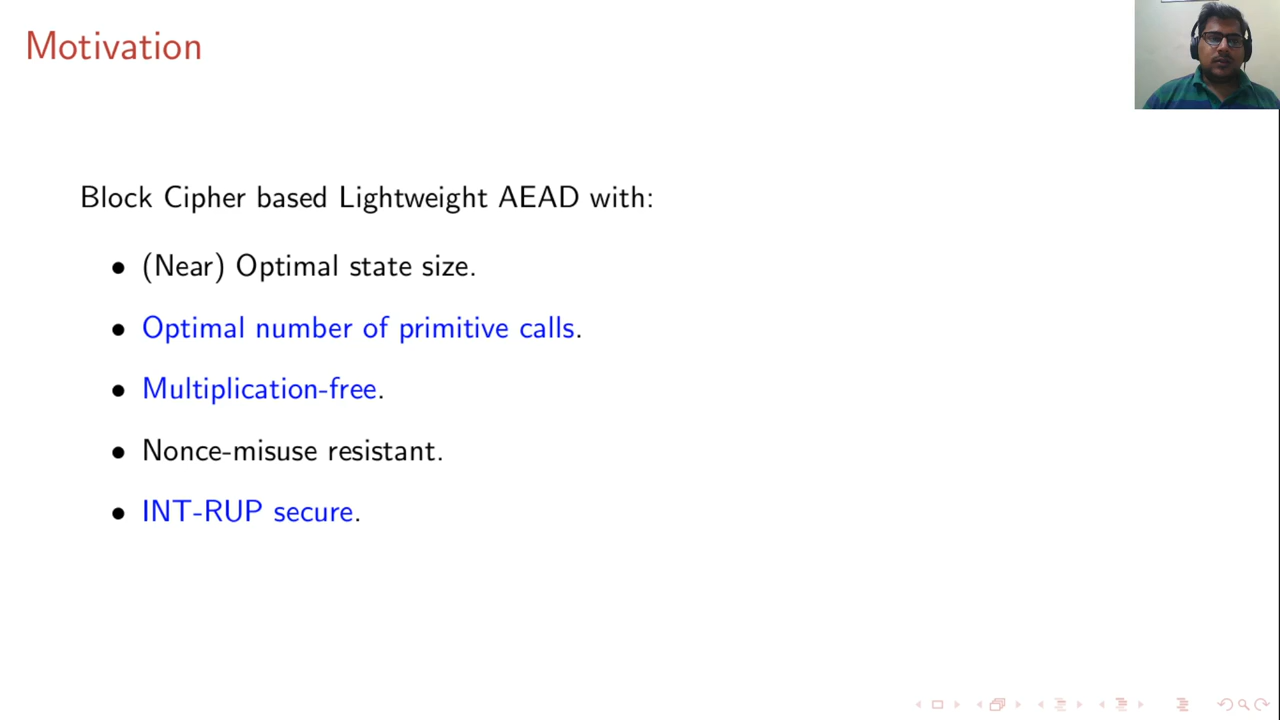 Motivation
Block Cipher based Lightweight AEAD with:
• (Near) Optimal state size.
• Optimal number of primitive calls.
• Multiplication-free.
• Nonce-misuse resistant.
• INT-RUP secure.